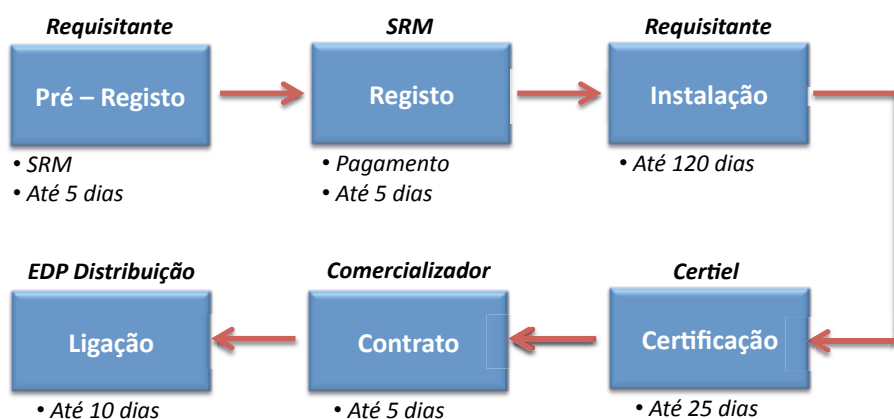 Requisitante
SRM
Requisitante
Pré – Registo
Registo
Instalação
• SRM
• Até 5 dias
• Pagamento
• Até 5 dias
• Até 120 dias
EDP Distribuição
Comercializador
Certiel
Ligação
Contrato
Certificação
• Até 10 dias
• Até 5 dias
• Até 25 dias